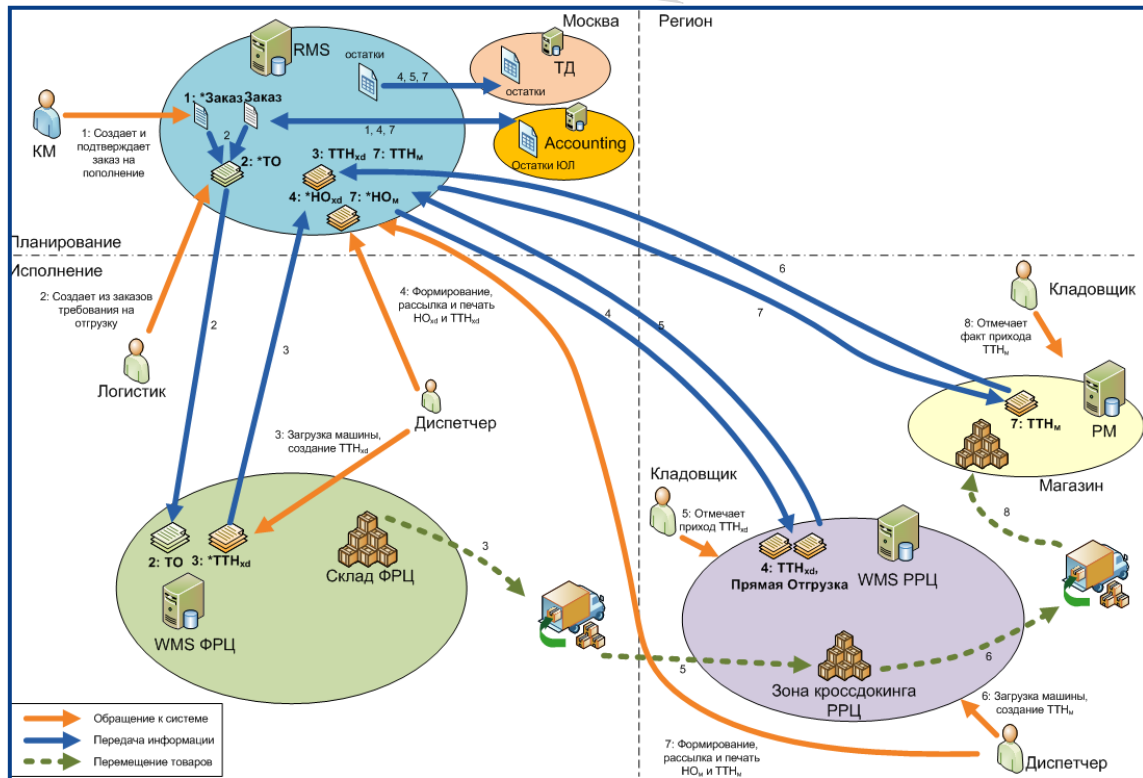 Москва
Регион
RMS
остатки
4, 5, 7
ТД
остатки
1: *Заказ
Заказ
КМ
1: Создает и
подтверждает
заказ на
пополнение
2
2: *ТО
1, 4, 7
Accounting
Остатки ЮЛ
3: ТТНxd
7: ТТНм
4: *НОxd
7: *НОм
Планирование
Исполнение
2: Создает из заказов
требования на
отгрузку
Логистик
2
3
4: Формирование,
рассылка и печать
НОxd и ТТНxd
Диспетчер
3: Загрузка машины,
создание ТТНxd
4
5
6
7
Кладовщик
8: Отмечает
факт прихода
ТТНм
7: ТТНм
РМ
Магазин
2: ТО
3: *ТТНxd
Склад ФРЦ
WMS ФРЦ
3
Кладовщик
5: Отмечает
приход ТТНxd
4: ТТНxd,
Прямая Отгрузка
WMS РРЦ
8
5
Зона кроссдокинга
РРЦ
6
6: Загрузка машины,
создание ТТНм
7: Формирование,
рассылка и печать
НОм и ТТНм
Диспетчер
Обращение к системе
Передача информации
Перемещение товаров